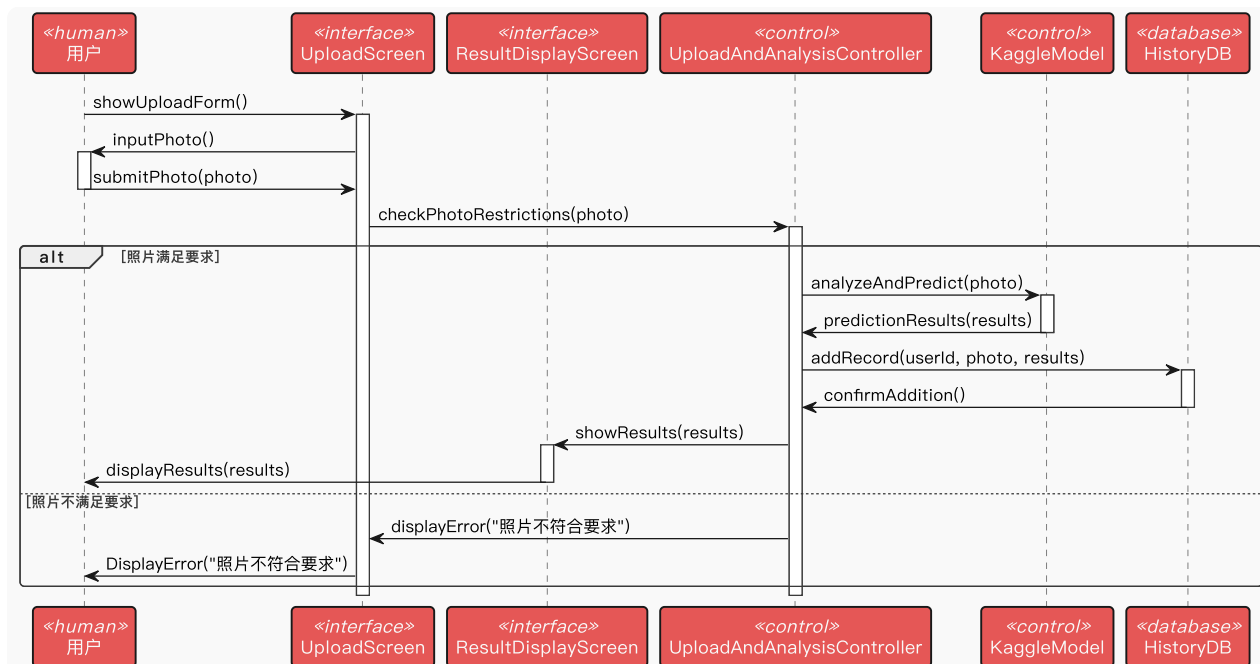 «human»
用户
«interface»
UploadScreen
«interface»
ResultDisplayScreen
«control»
UploadAndAnalysisController
«control»
KaggleModel
«database»
HistoryDB
showUploadForm()
inputPhoto()
submitPhoto(photo)
checkPhotoRestrictions(photo)
alt
[照片满足要求]
analyzeAndPredict(photo)
predictionResults(results)
addRecord(userId, photo, results)
confirmAddition()
showResults(results)
displayResults(results)
[照片不满足要求]
displayError("照片不符合要求")
DisplayError("照片不符合要求")
«human»
用户
«interface»
UploadScreen
«interface»
ResultDisplayScreen
«control»
UploadAndAnalysisController
«control»
KaggleModel
«database»
HistoryDB